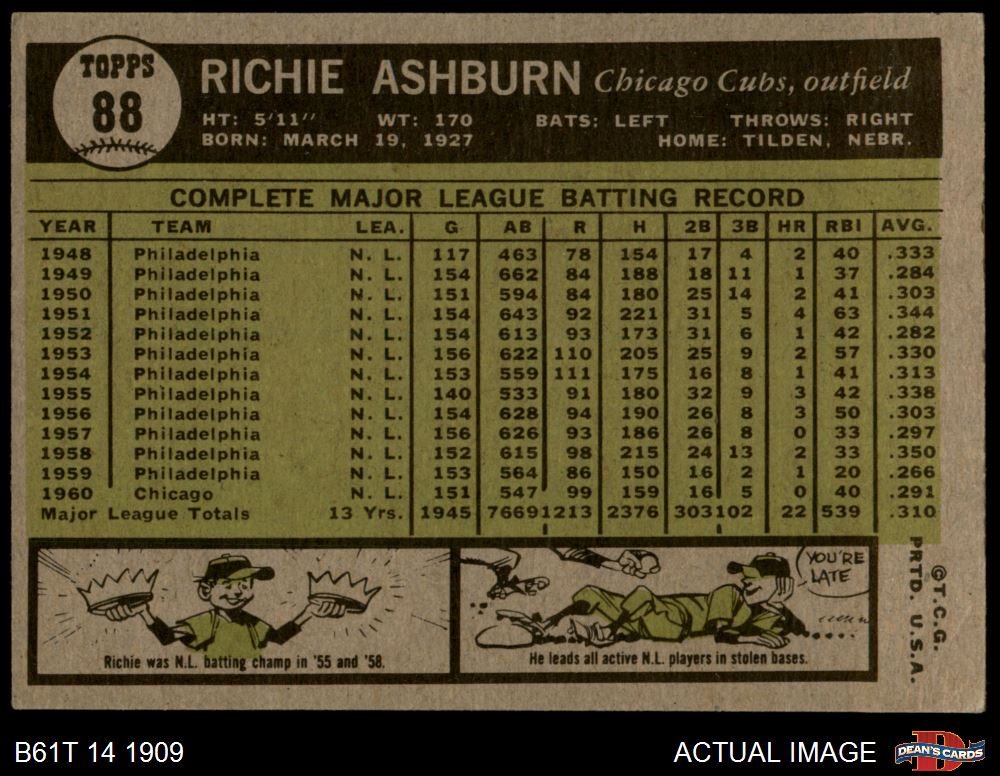 TOPPS
88
RICHIE ASHBURN Chicago Cubs, outfield
HT: 5'11" WT: 170 BATS: LEFT THROWS: RIGHT
BORN: MARCH 19, 1927 HOME: TILDEN, NEBR.
COMPLETE MAJOR LEAGUE BATTING RECORD
YEAR TEAM LEA. G AB R H 2B 3B HR RBI AVG.
1948 Philadelphia N. L. 117 463 78 154 17 4 2 40 .333
1949 Philadelphia N. L. 154 662 84 188 18 11 1 37 .284
1950 Philadelphia N. L. 151 594 84 180 25 14 2 41 .303
1951 Philadelphia N. L. 154 643 92 221 31 5 4 63 .344
1952 Philadelphia N. L. 154 613 93 173 31 6 1 42 .282
1953 Philadelphia N. L. 156 622 110 205 25 9 2 57 .330
1954 Philadelphia N. L. 153 559 111 175 16 8 1 41 .313
1955 Philadelphia N. L. 140 533 91 180 32 9 3 42 .338
1956 Philadelphia N. L. 154 628 94 190 26 8 3 50 .303
1957 Philadelphia N. L. 156 626 93 186 26 8 0 33 .297
1958 Philadelphia N. L. 152 615 98 215 24 13 2 33 .350
1959 Philadelphia N. L. 153 564 86 150 16 2 1 20 .266
1960 Chicago N. L. 151 547 99 159 16 5 0 40 .291
Major League Totals 13 Yrs. 1945 7669 1213 2376 303 102 22 539 .310
YOU'RE
LATE
Richie was N.L. batting champ in '55 and '58.
He leads all active N.L. players in stolen bases.
©T.C.G.
PRTD. U.S.A.
B61T 14 1909
ACTUAL IMAGE
D
DEAN'S CARDS